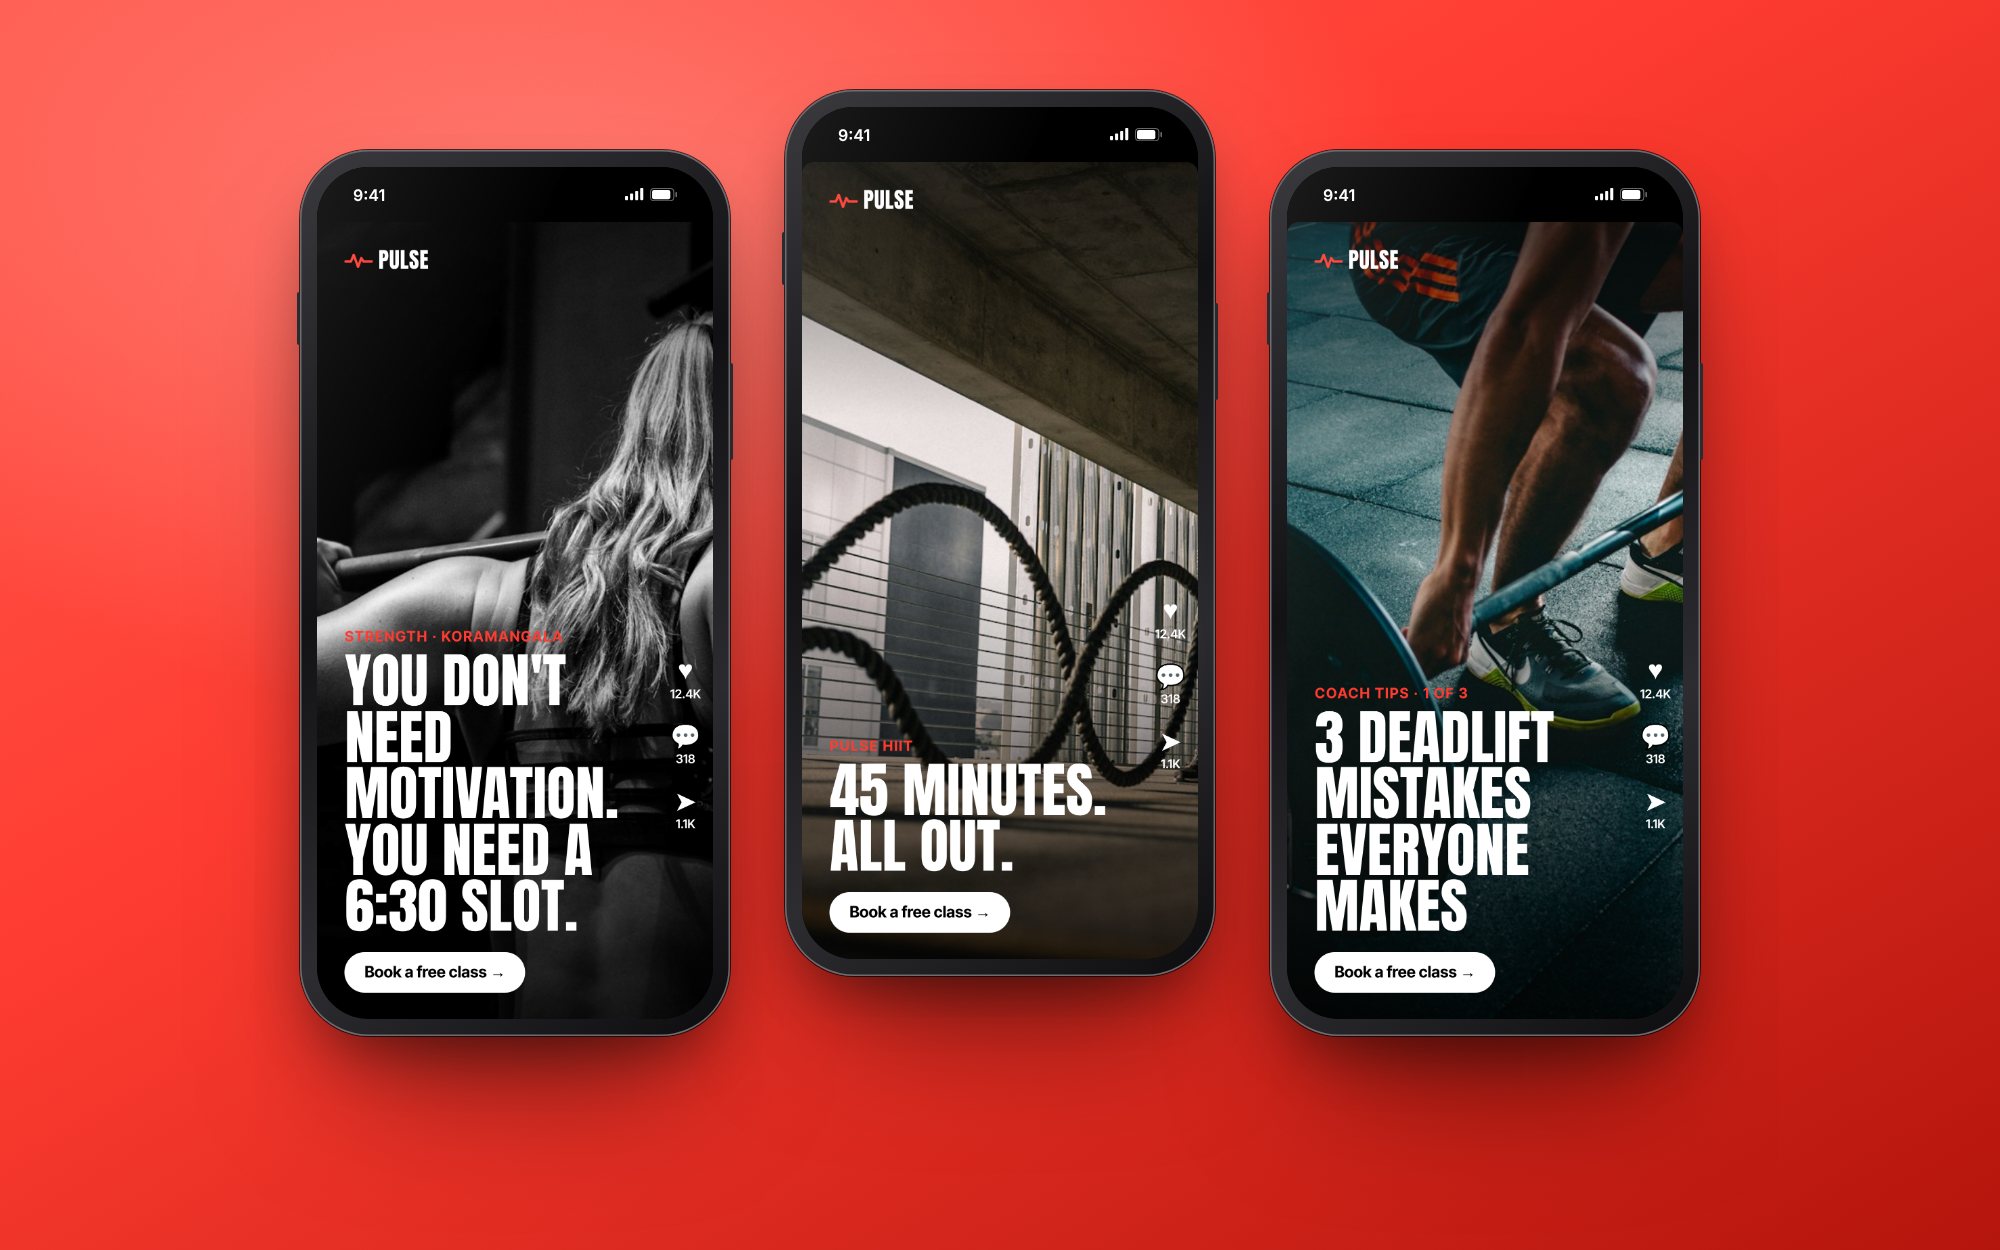 9:41
PULSE
STRENGTH · KORAMANGALA
YOU DON'T
NEED
MOTIVATION.
YOU NEED A
6:30 SLOT.
12.4K
318
1.1K
Book a free class →
9:41
PULSE
12.4K
318
1.1K
PULSE HIIT
45 MINUTES.
ALL OUT.
Book a free class →
9:41
PULSE
COACH TIPS · 1 OF 3
3 DEADLIFT
MISTAKES
EVERYONE
MAKES
12.4K
318
1.1K
Book a free class →